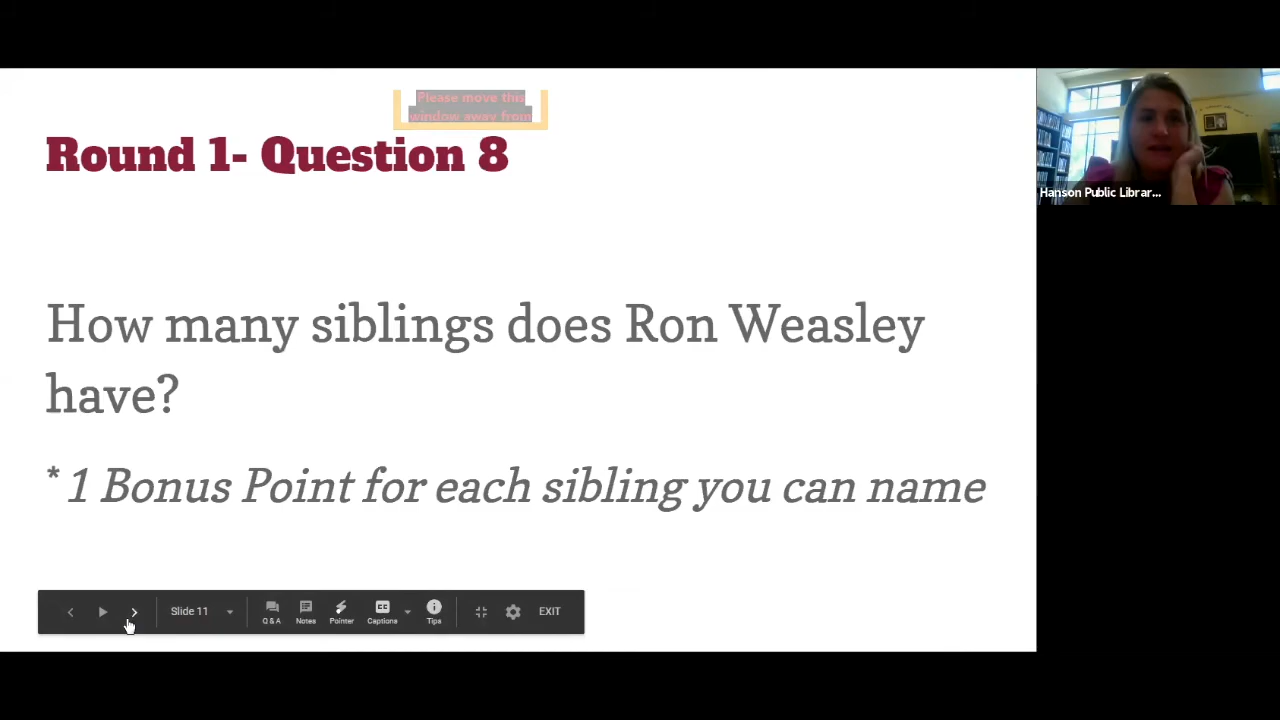 Please move this
window away from
Round 1- Question 8
Hanson Public Librar...
How many siblings does Ron Weasley
have?
* 1 Bonus Point for each sibling you can name
Slide 11
Q & A
Notes
Pointer
CC
Captions
Tips
EXIT